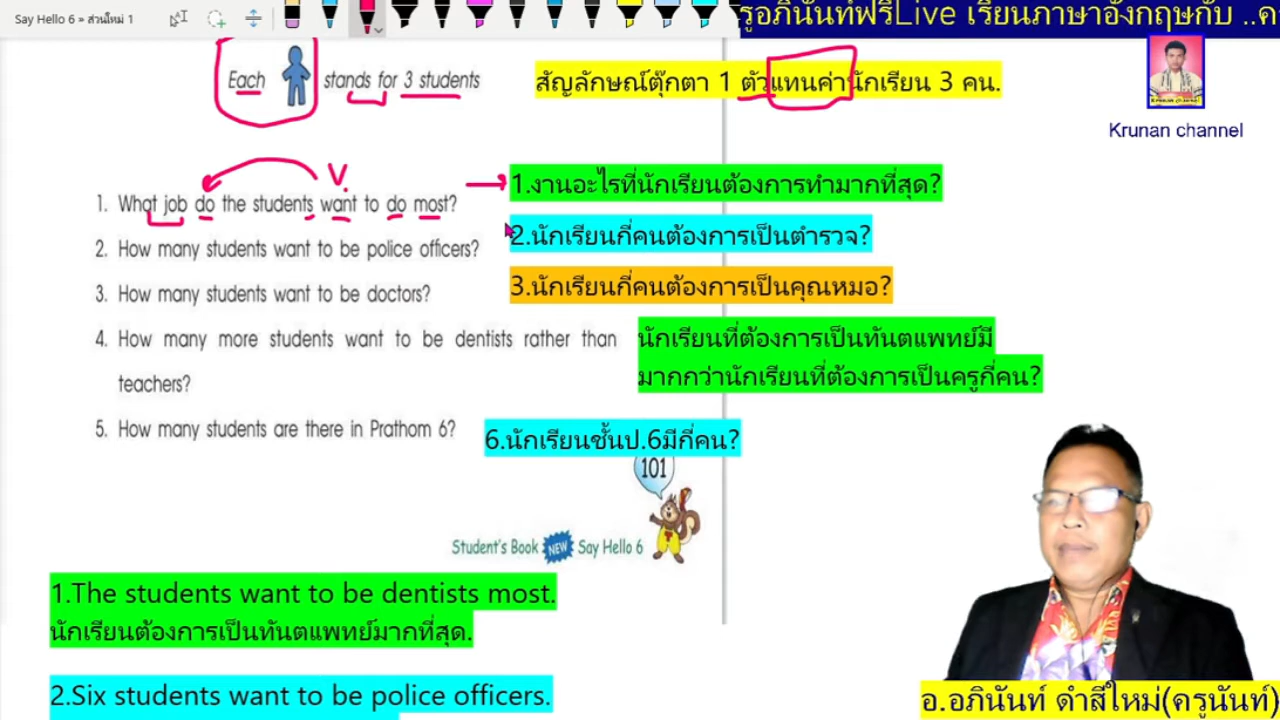 Say Hello 6 » ส่วนใหม่ 1
รูอภินันท์ฟรีLive เรียนภาษาอังกฤษกับ ..ค
Each stands for 3 students
สัญลักษณ์ตุ๊กตา 1 ตัวแทนค่านักเรียน 3 คน.
Krunan channel
V.
1. What job do the students want to do most?
1.งานอะไรที่นักเรียนต้องการทำมากที่สุด?
2. How many students want to be police officers?
2.นักเรียนกี่คนต้องการเป็นตำรวจ?
3. How many students want to be doctors?
3.นักเรียนกี่คนต้องการเป็นคุณหมอ?
4. How many more students want to be dentists rather than
teachers?
นักเรียนที่ต้องการเป็นทันตแพทย์มี
มากกว่านักเรียนที่ต้องการเป็นครูกี่คน?
5. How many students are there in Prathom 6?
6.นักเรียนชั้นป.6มีกี่คน?
101
Student's Book NEW Say Hello 6
1.The students want to be dentists most.
นักเรียนต้องการเป็นทันตแพทย์มากที่สุด.
2.Six students want to be police officers.
อ.อภินันท์ ดำสีใหม่(ครูนันท์)